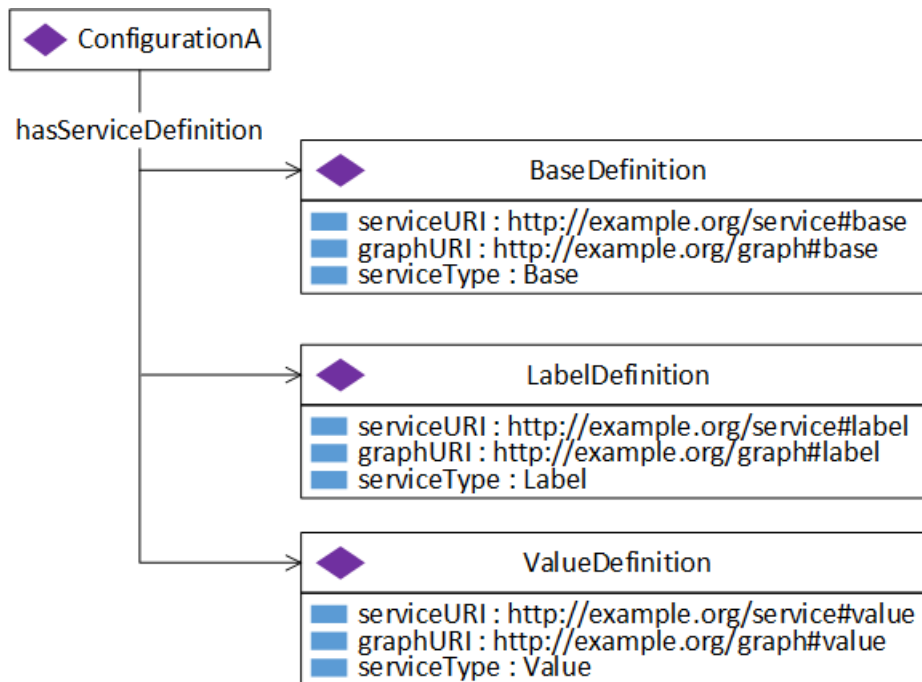 ConfigurationA
hasServiceDefinition
BaseDefinition
serviceURI : http://example.org/service#base
graphURI : http://example.org/graph#base
serviceType : Base
LabelDefinition
serviceURI : http://example.org/service#label
graphURI : http://example.org/graph#label
serviceType : Label
ValueDefinition
serviceURI : http://example.org/service#value
graphURI : http://example.org/graph#value
serviceType : Value